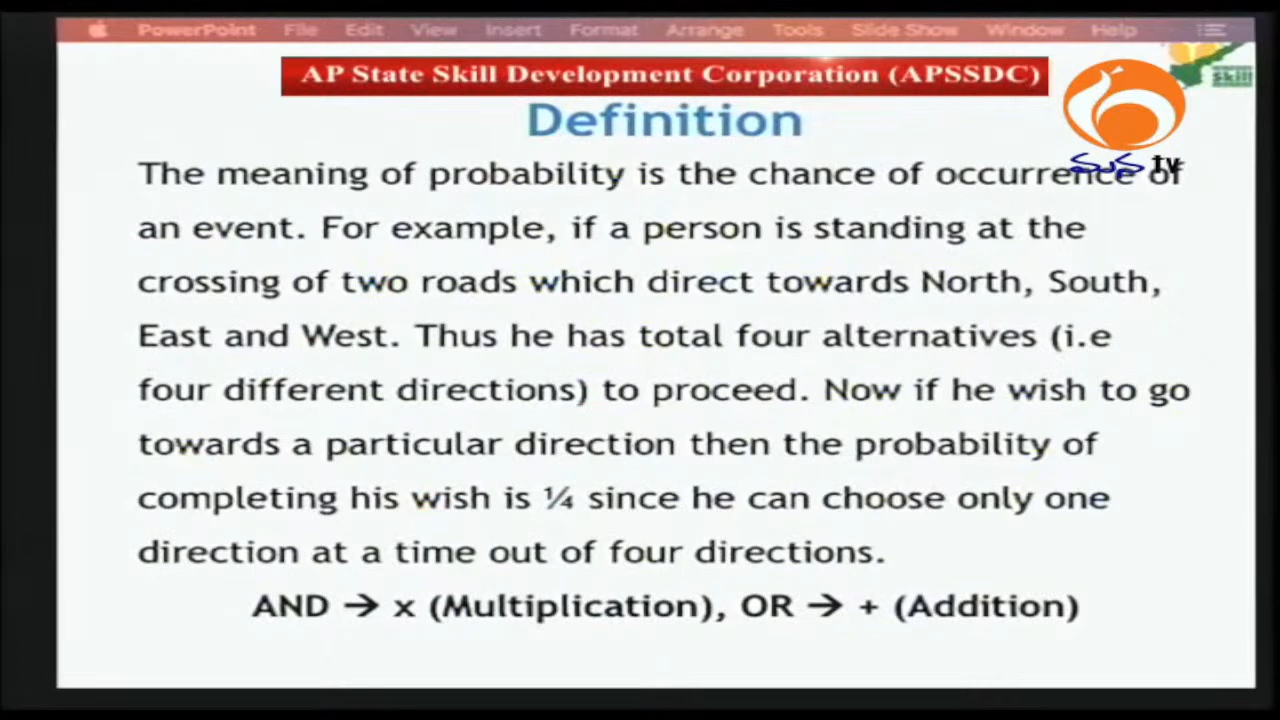 PowerPoint File Edit View Insert Format Arrange Tools Slide Show Window Help
AP State Skill Development Corporation (APSSDC)
skill
Definition
sjs tv
The meaning of probability is the chance of occurrence of
an event. For example, if a person is standing at the
crossing of two roads which direct towards North, South,
East and West. Thus he has total four alternatives (i.e
four different directions) to proceed. Now if he wish to go
towards a particular direction then the probability of
completing his wish is ¼ since he can choose only one
direction at a time out of four directions.
AND → x (Multiplication), OR → + (Addition)